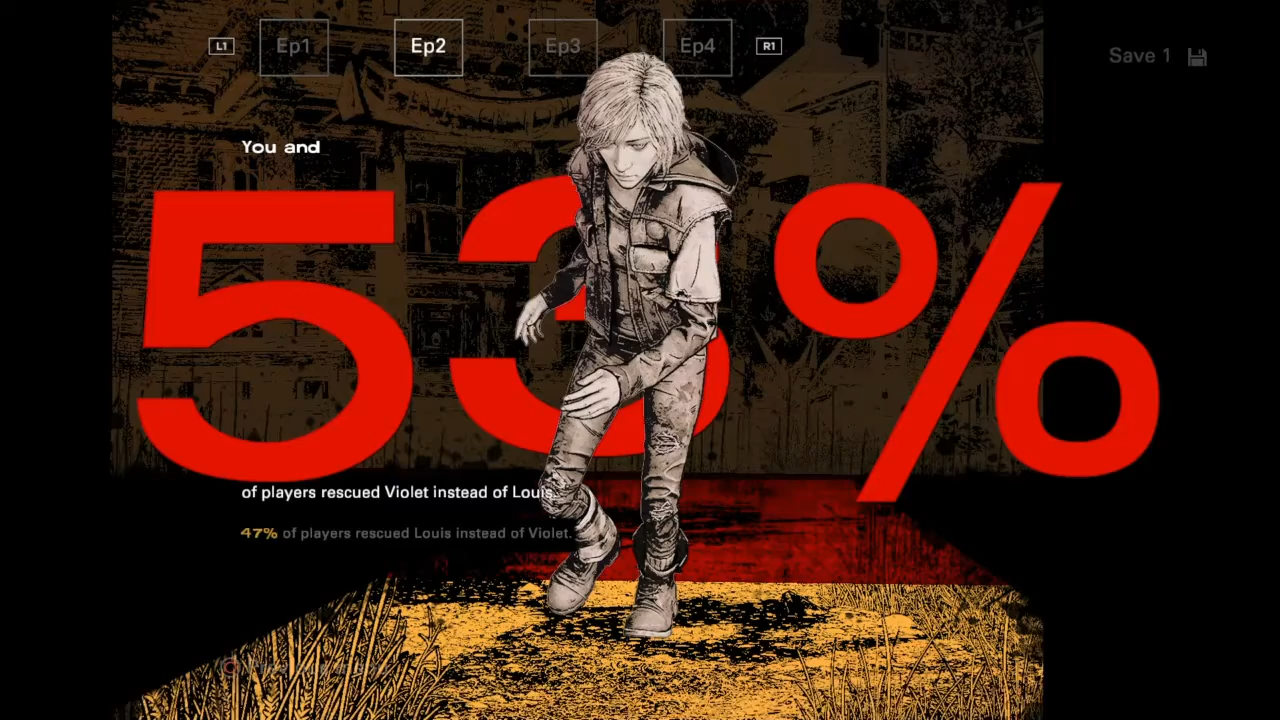 L1 Ep1 Ep2 Ep3 Ep4 R1 Save 1
You and
53%
of players rescued Violet instead of Louis.
47% of players rescued Louis instead of Violet.